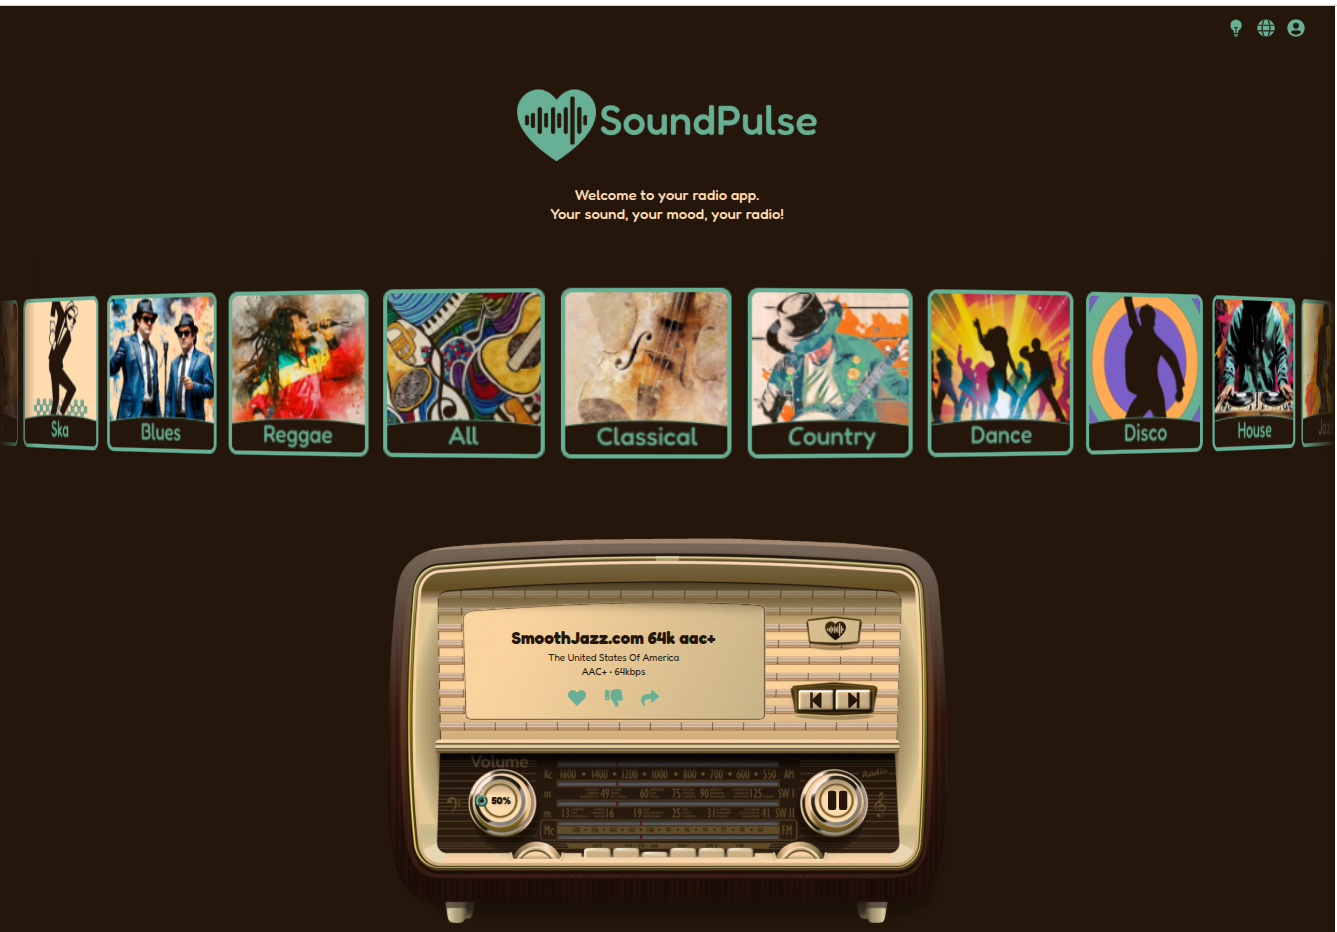 SoundPulse
Welcome to your radio app.
Your sound, your mood, your radio!
Ska
Blues
Reggae
All
Classical
Country
Dance
Disco
House
SmoothJazz.com 64k aac+
The United States Of America
AAC+ • 64kbps
Volume
Radio
50%
Kc 1600 • 1400 • 1200 • 1000 • 800 • 700 • 600 • 550 AM
m 49 60 75 90 125 SW I
m 13 16 19 25 31 41 SW II
Mc FM